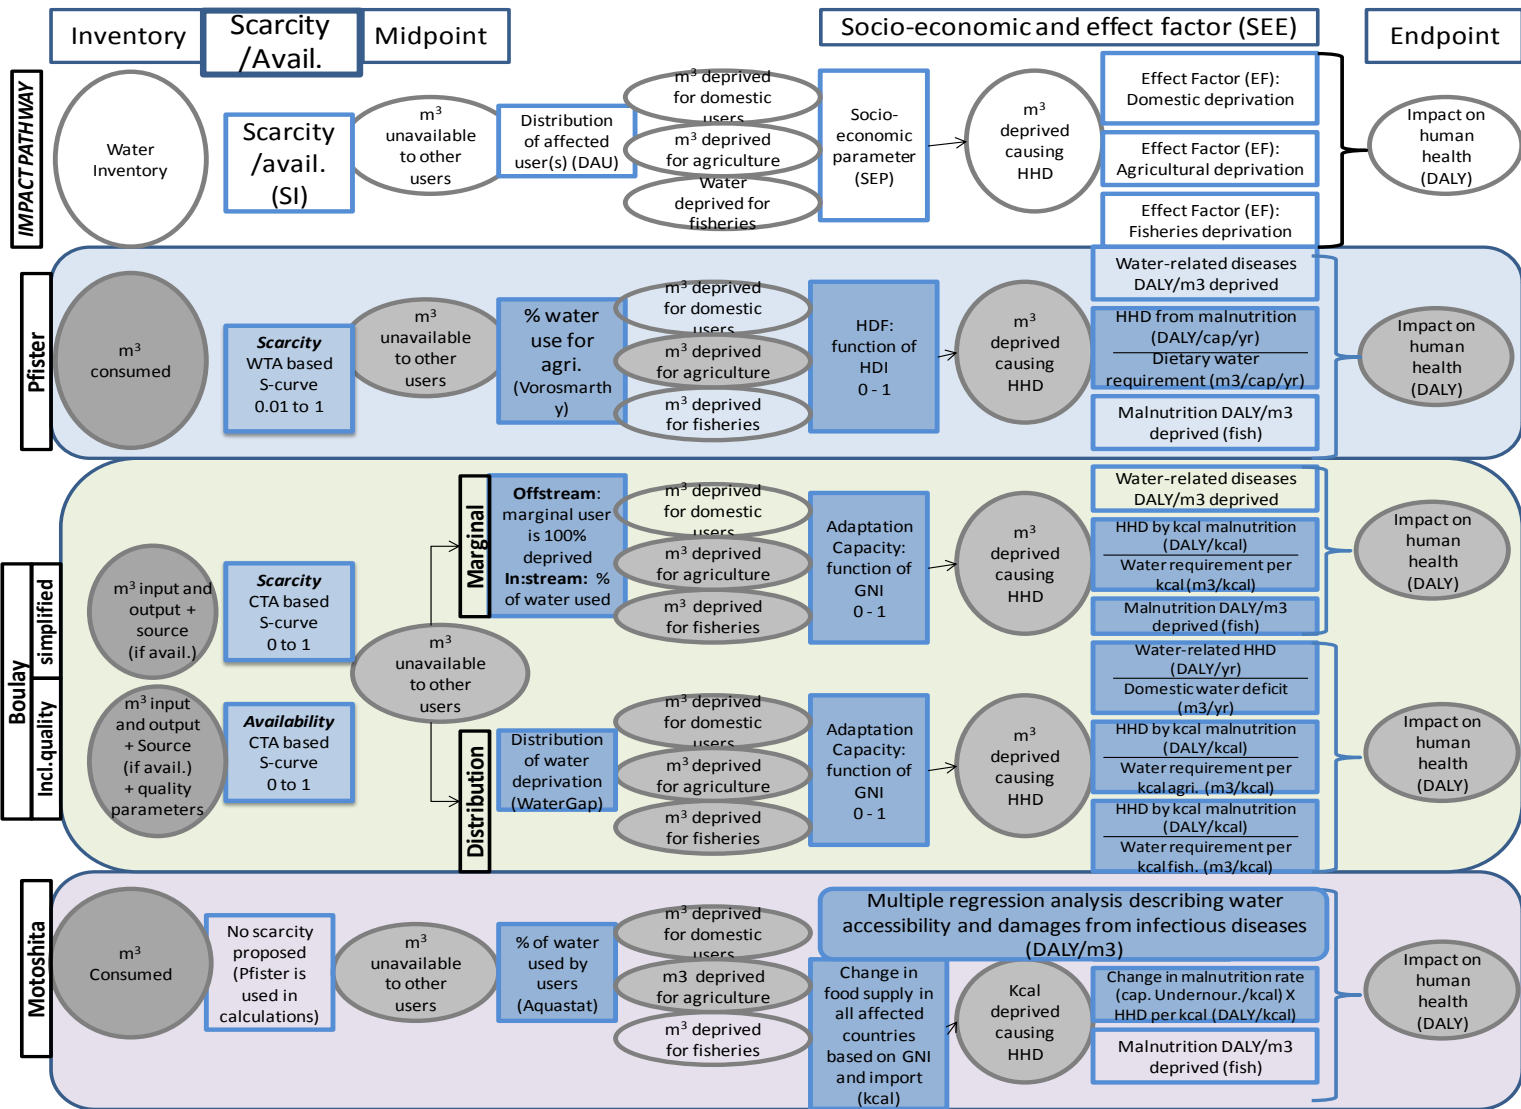 Inventory
Scarcity
/Avail.
Midpoint
Socio-economic and effect factor (SEE)
Endpoint
IMPACT PATHWAY
Water
Inventory
Scarcity
/avail.
(SI)
m³
unavailable
to other
users
Distribution
of affected
user(s) (DAU)
m³ deprived
for domestic
users
m³ deprived
for agriculture
Water
deprived for
fisheries
Socio-
economic
parameter
(SEP)
m³
deprived
causing
HHD
Effect Factor (EF):
Domestic deprivation
Effect Factor (EF):
Agricultural deprivation
Effect Factor (EF):
Fisheries deprivation
Impact on
human
health
(DALY)
Pfister
m³
consumed
Scarcity
WTA based
S-curve
0.01 to 1
m³
unavailable
to other
users
% water
use for
agri.
(Vorosmarth
y)
m³ deprived
for domestic
users
m³ deprived
for agriculture
m³ deprived
for fisheries
HDF:
function of
HDI
0 - 1
m³
deprived
causing
HHD
Water-related diseases
DALY/m3 deprived
HHD from malnutrition
(DALY/cap/yr)
Dietary water
requirement (m3/cap/yr)
Malnutrition DALY/m3
deprived (fish)
Impact on
human
health
(DALY)
Boulay
simplified
Incl.quality
m³ input and
output +
source
(if avail.)
Scarcity
CTA based
S-curve
0 to 1
m³ input
and output
+ Source
(if avail.)
+ quality
parameters
Availability
CTA based
S-curve
0 to 1
m³
unavailable
to other
users
Marginal
Offstream:
marginal user
is 100%
deprived
In:stream: %
of water used
m³ deprived
for domestic
users
m³ deprived
for agriculture
m³ deprived
for fisheries
Adaptation
Capacity:
function of
GNI
0 - 1
m³
deprived
causing
HHD
Water-related diseases
DALY/m3 deprived
HHD by kcal malnutrition
(DALY/kcal)
Water requirement per
kcal (m3/kcal)
Malnutrition DALY/m3
deprived (fish)
Impact on
human
health
(DALY)
Distribution
Distribution
of water
deprivation
(WaterGap)
m³ deprived
for domestic
users
m³ deprived
for agriculture
m³ deprived
for fisheries
Adaptation
Capacity:
function of
GNI
0 - 1
m³
deprived
causing
HHD
Water-related HHD
(DALY/yr)
Domestic water deficit
(m3/yr)
HHD by kcal malnutrition
(DALY/kcal)
Water requirement per
kcal agri. (m3/kcal)
HHD by kcal malnutrition
(DALY/kcal)
Water requirement per
kcal fish. (m3/kcal)
Impact on
human
health
(DALY)
Motoshita
m³
Consumed
No scarcity
proposed
(Pfister is
used in
calculations)
m³
unavailable
to other
users
% of water
used by
users
(Aquastat)
m³ deprived
for domestic
users
m3 deprived
for agriculture
m³ deprived
for fisheries
Multiple regression analysis describing water
accessibility and damages from infectious diseases
(DALY/m3)
Change in
food supply in
all affected
countries
based on GNI
and import
(kcal)
Kcal
deprived
causing
HHD
Change in malnutrition rate
(cap. Undernour./kcal) X
HHD per kcal (DALY/kcal)
Malnutrition DALY/m3
deprived (fish)
Impact on
human
health
(DALY)